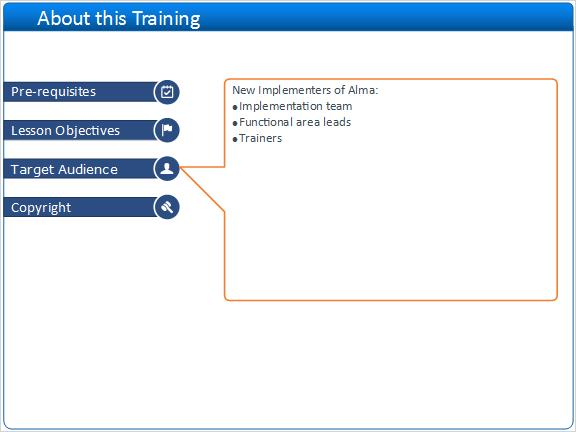 About this Training
Pre-requisites
Lesson Objectives
Target Audience
Copyright
New Implementers of Alma:
●Implementation team
●Functional area leads
●Trainers